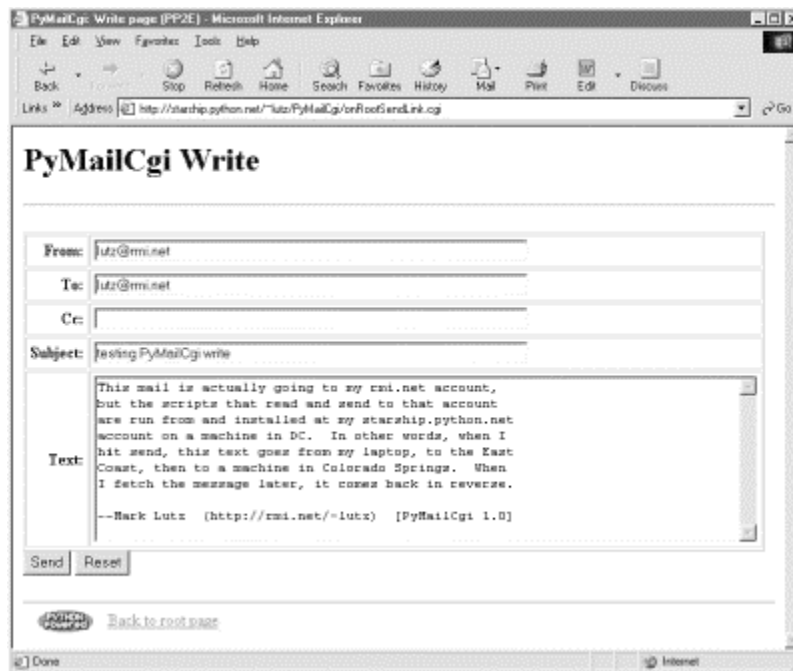 PyMailCgi: Write page (PP2E) - Microsoft Internet Explorer
File Edit View Favorites Tools Help
Back Forward Stop Refresh Home Search Favorites History Mail Print Edit Discuss
Links » Address http://starship.python.net/~lutz/PyMailCgi/onRootSendLink.cgi Go
PyMailCgi Write
From: lutz@rmi.net
To: lutz@rmi.net
Cc:
Subject: testing PyMailCgi write
Text:
This mail is actually going to my rmi.net account,
but the scripts that read and send to that account
are run from and installed at my starship.python.net
account on a machine in DC. In other words, when I
hit send, this text goes from my laptop, to the East
Coast, then to a machine in Colorado Springs. When
I fetch the message later, it comes back in reverse.
--Mark Lutz (http://rmi.net/~lutz) [PyMailCgi 1.0]
Send Reset
PYTHON POWERED Back to root page
Done Internet